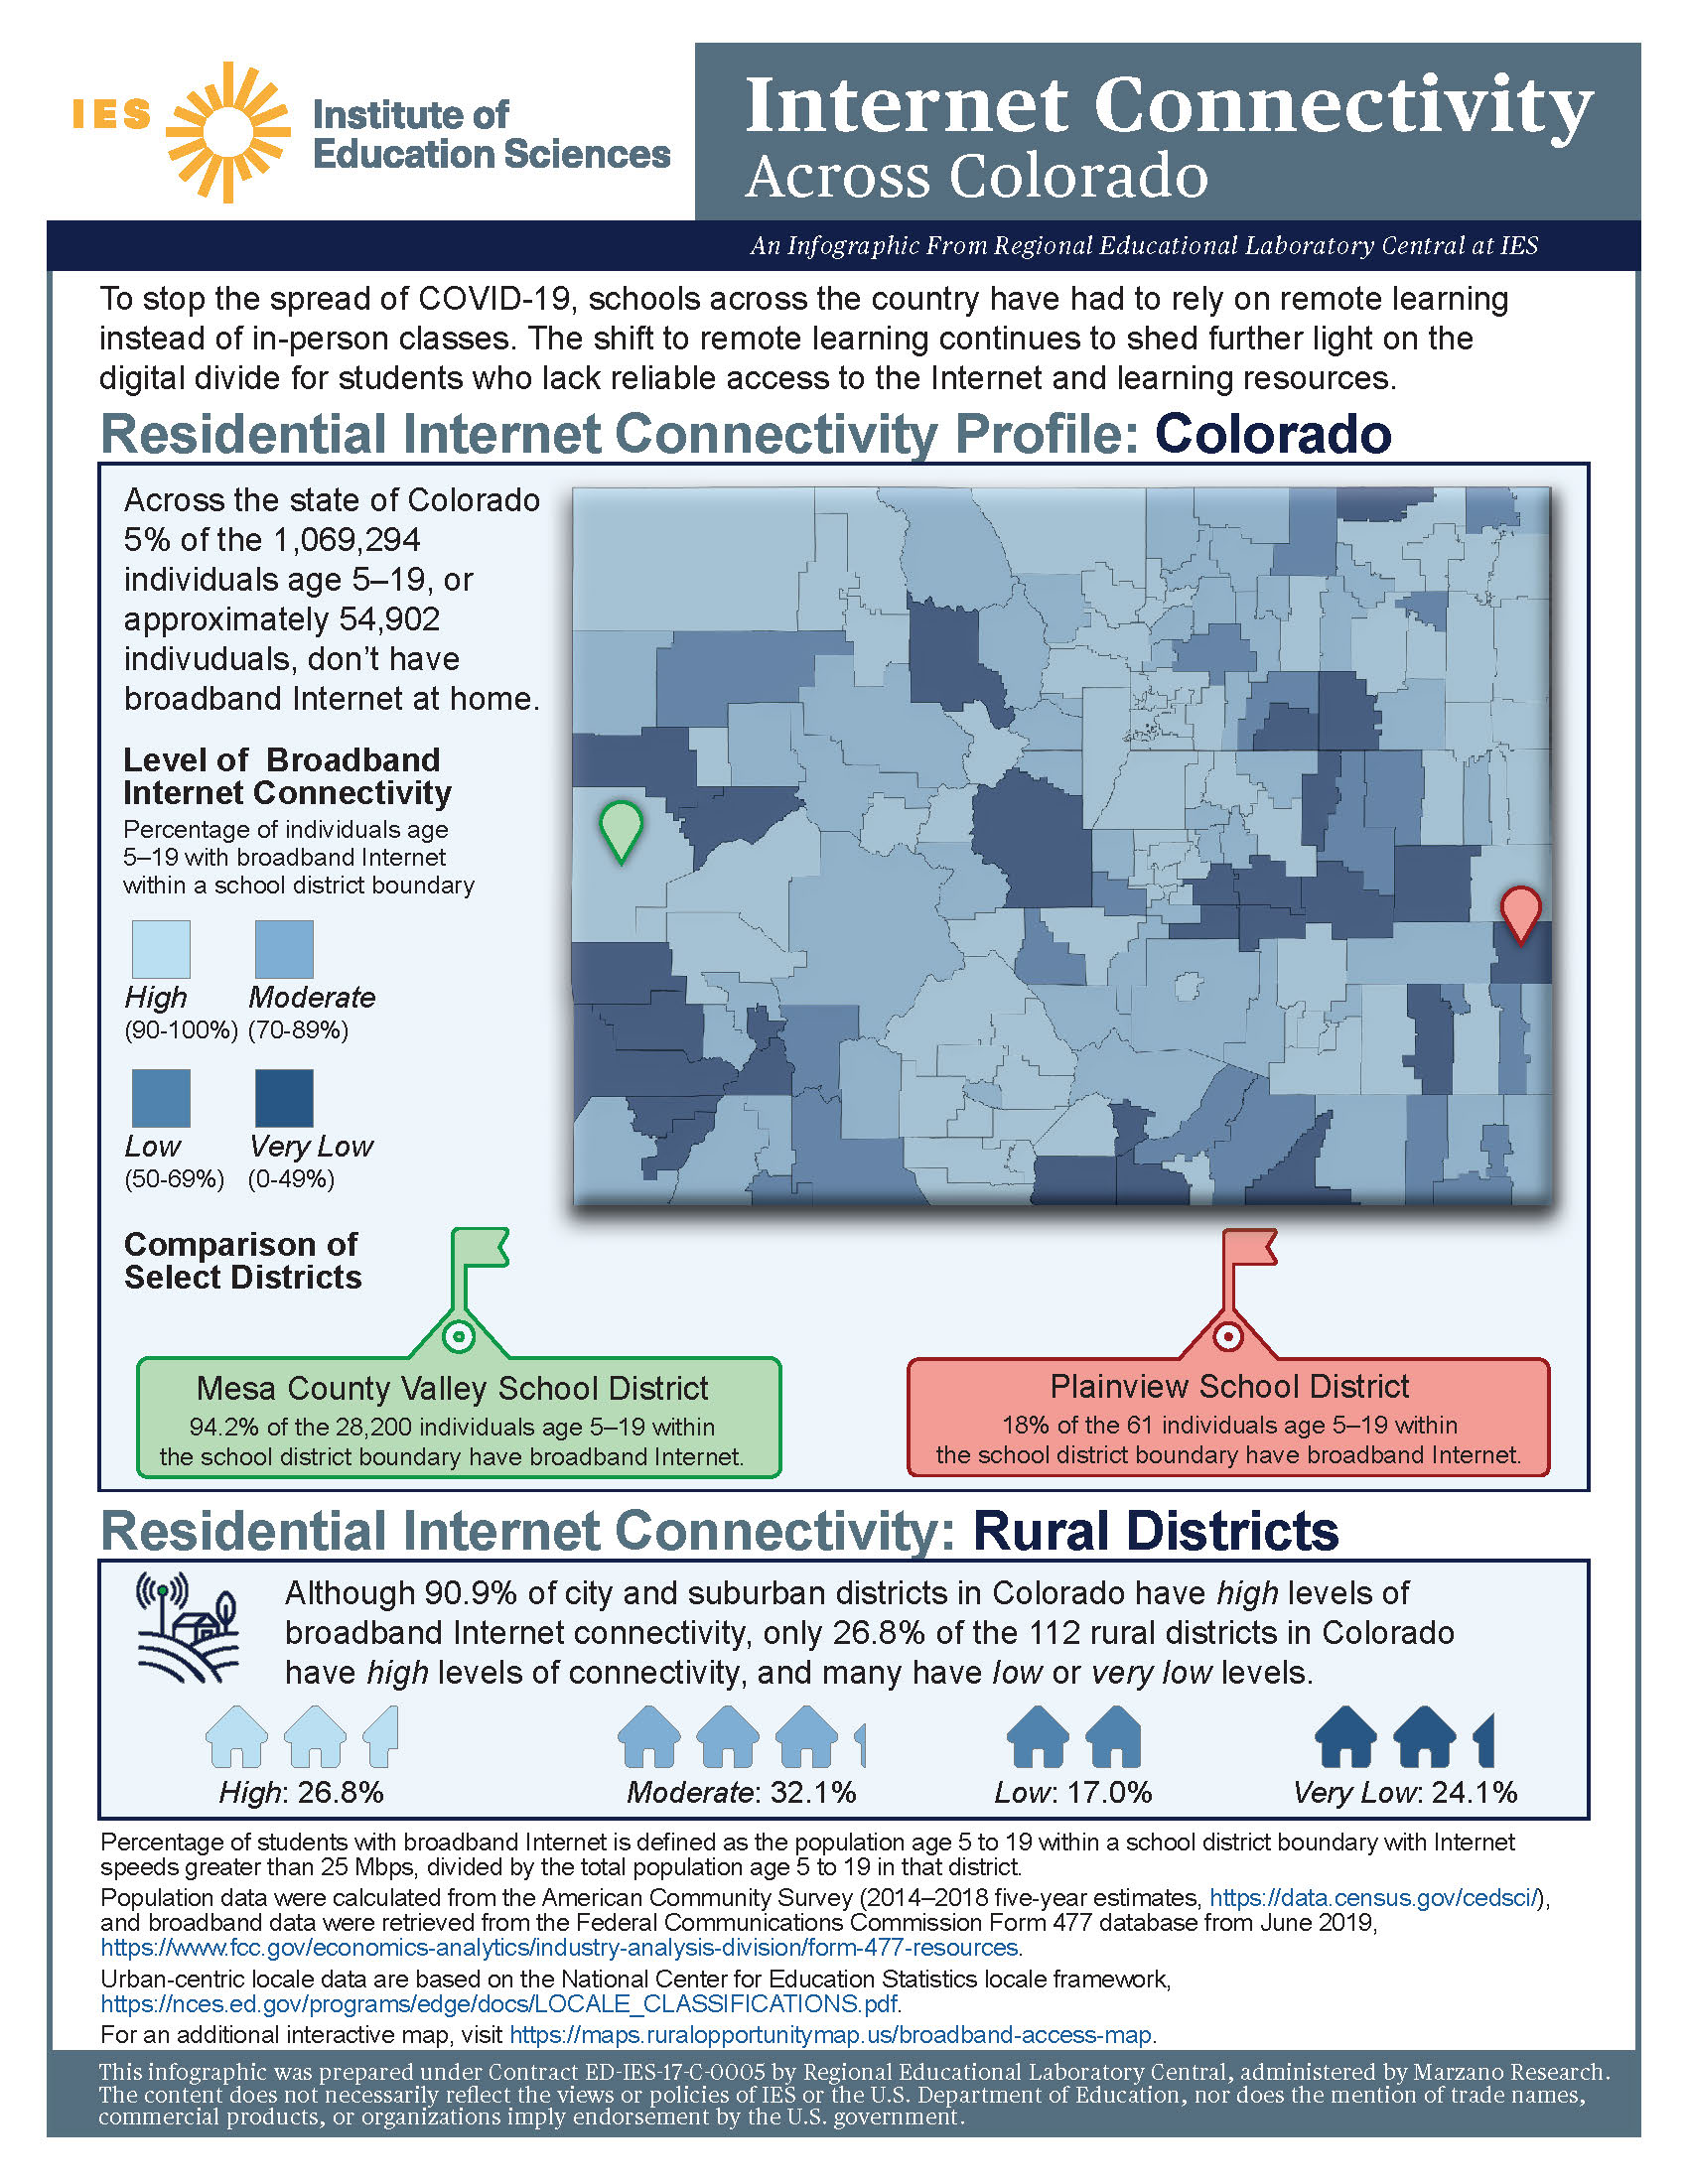 IES
Institute of
Education Sciences
Internet Connectivity
Across Colorado
An Infographic From Regional Educational Laboratory Central at IES
To stop the spread of COVID-19, schools across the country have had to rely on remote learning
instead of in-person classes. The shift to remote learning continues to shed further light on the
digital divide for students who lack reliable access to the Internet and learning resources.
Residential Internet Connectivity Profile: Colorado
Across the state of Colorado
5% of the 1,069,294
individuals age 5–19, or
approximately 54,902
indivuduals, don’t have
broadband Internet at home.
Level of Broadband
Internet Connectivity
Percentage of individuals age
5–19 with broadband Internet
within a school district boundary
High Moderate
(90-100%) (70-89%)
Low Very Low
(50-69%) (0-49%)
Comparison of
Select Districts
Mesa County Valley School District
94.2% of the 28,200 individuals age 5–19 within
the school district boundary have broadband Internet.
Plainview School District
18% of the 61 individuals age 5–19 within
the school district boundary have broadband Internet.
Residential Internet Connectivity: Rural Districts
Although 90.9% of city and suburban districts in Colorado have high levels of
broadband Internet connectivity, only 26.8% of the 112 rural districts in Colorado
have high levels of connectivity, and many have low or very low levels.
High: 26.8% Moderate: 32.1% Low: 17.0% Very Low: 24.1%
Percentage of students with broadband Internet is defined as the population age 5 to 19 within a school district boundary with Internet
speeds greater than 25 Mbps, divided by the total population age 5 to 19 in that district.
Population data were calculated from the American Community Survey (2014–2018 five-year estimates, https://data.census.gov/cedsci/),
and broadband data were retrieved from the Federal Communications Commission Form 477 database from June 2019,
https://www.fcc.gov/economics-analytics/industry-analysis-division/form-477-resources.
Urban-centric locale data are based on the National Center for Education Statistics locale framework,
https://nces.ed.gov/programs/edge/docs/LOCALE_CLASSIFICATIONS.pdf.
For an additional interactive map, visit https://maps.ruralopportunitymap.us/broadband-access-map.
This infographic was prepared under Contract ED-IES-17-C-0005 by Regional Educational Laboratory Central, administered by Marzano Research.
The content does not necessarily reflect the views or policies of IES or the U.S. Department of Education, nor does the mention of trade names,
commercial products, or organizations imply endorsement by the U.S. government.